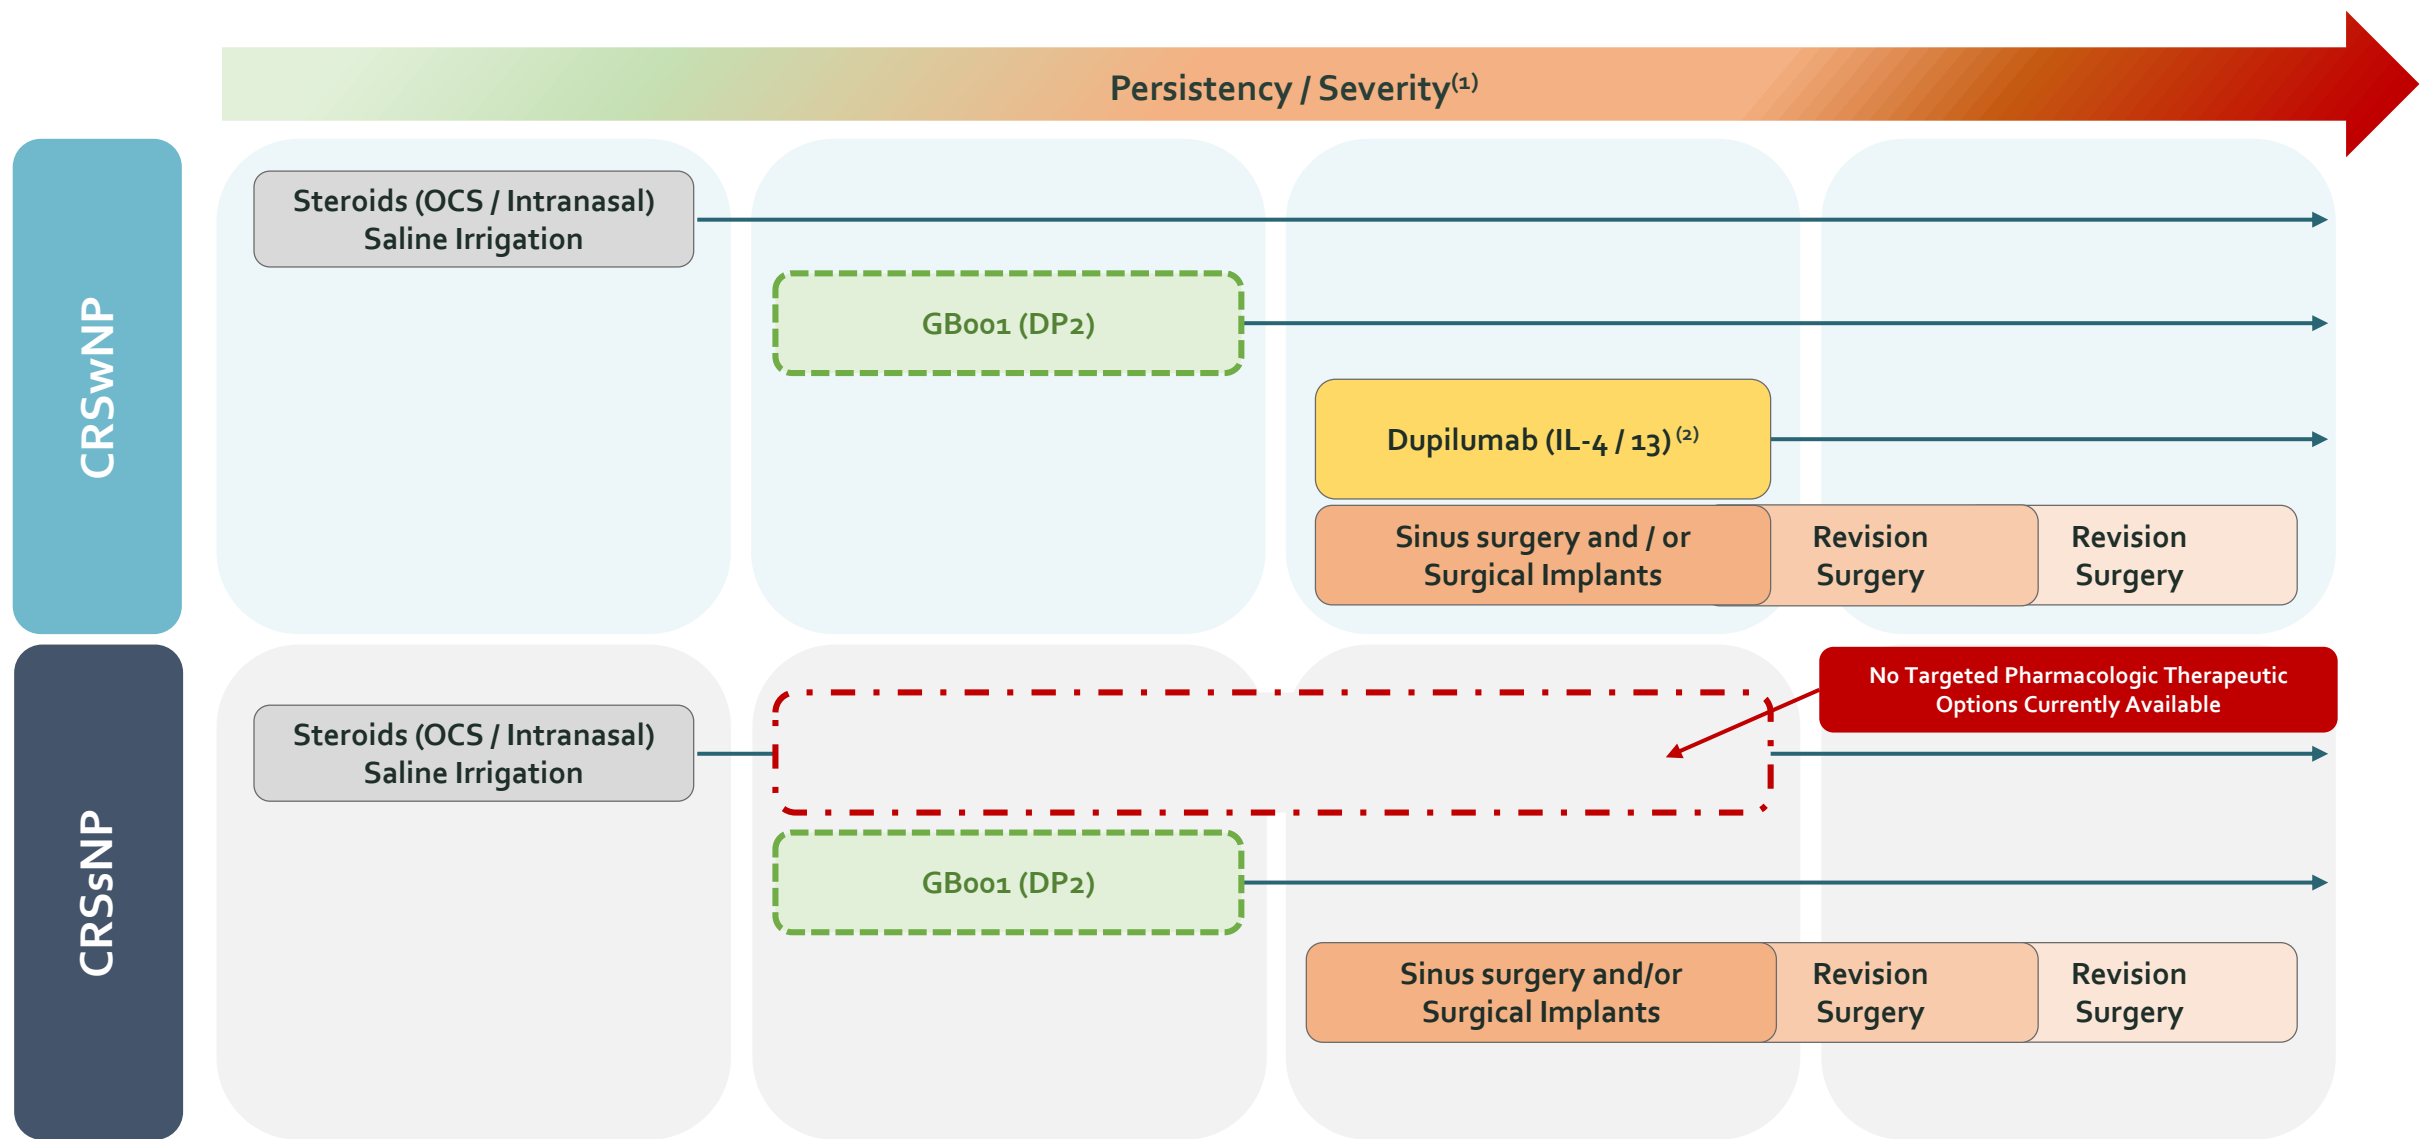 Persistency / Severity(1)
CRSwNP
Steroids (OCS / Intranasal)
Saline Irrigation
GB001 (DP2)
Dupilumab (IL-4 / 13) (2)
Sinus surgery and / or
Surgical Implants
Revision
Surgery
Revision
Surgery
CRSsNP
No Targeted Pharmacologic Therapeutic
Options Currently Available
Steroids (OCS / Intranasal)
Saline Irrigation
GB001 (DP2)
Sinus surgery and/or
Surgical Implants
Revision
Surgery
Revision
Surgery